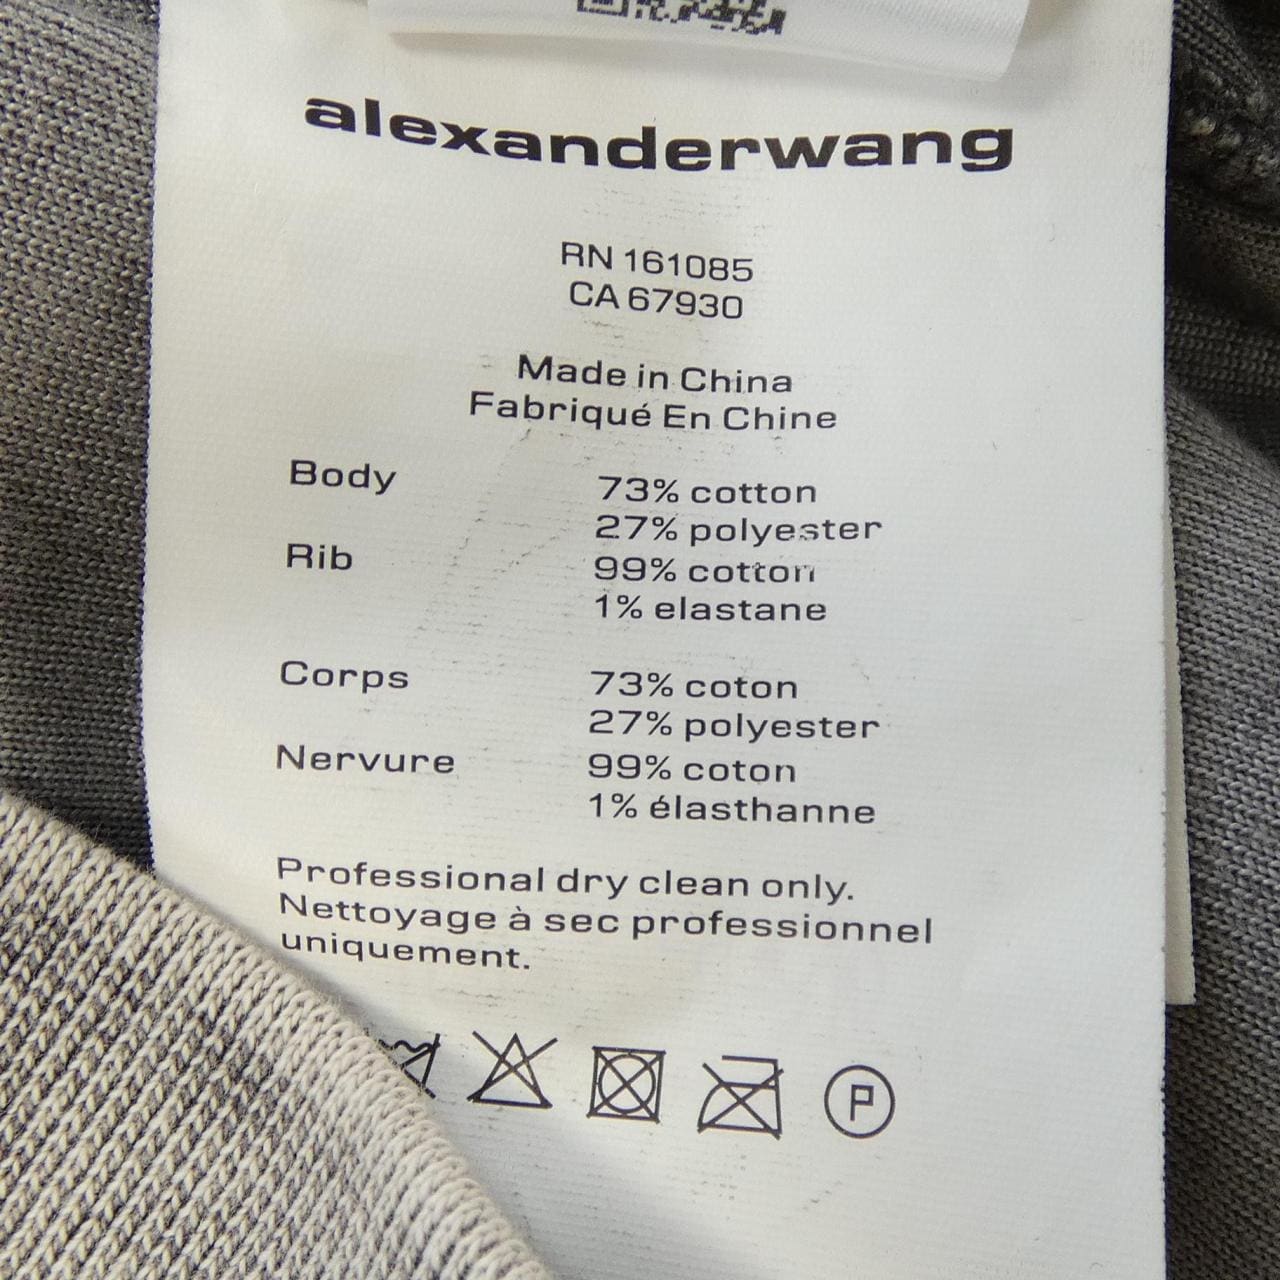 alexanderwang
RN 161085
CA 67930
Made in China
Fabriqué En Chine
Body 73% cotton
27% polyester
Rib 99% cotton
1% elastane
Corps 73% coton
27% polyester
Nervure 99% coton
1% élasthanne
Professional dry clean only.
Nettoyage à sec professionnel
uniquement.
P